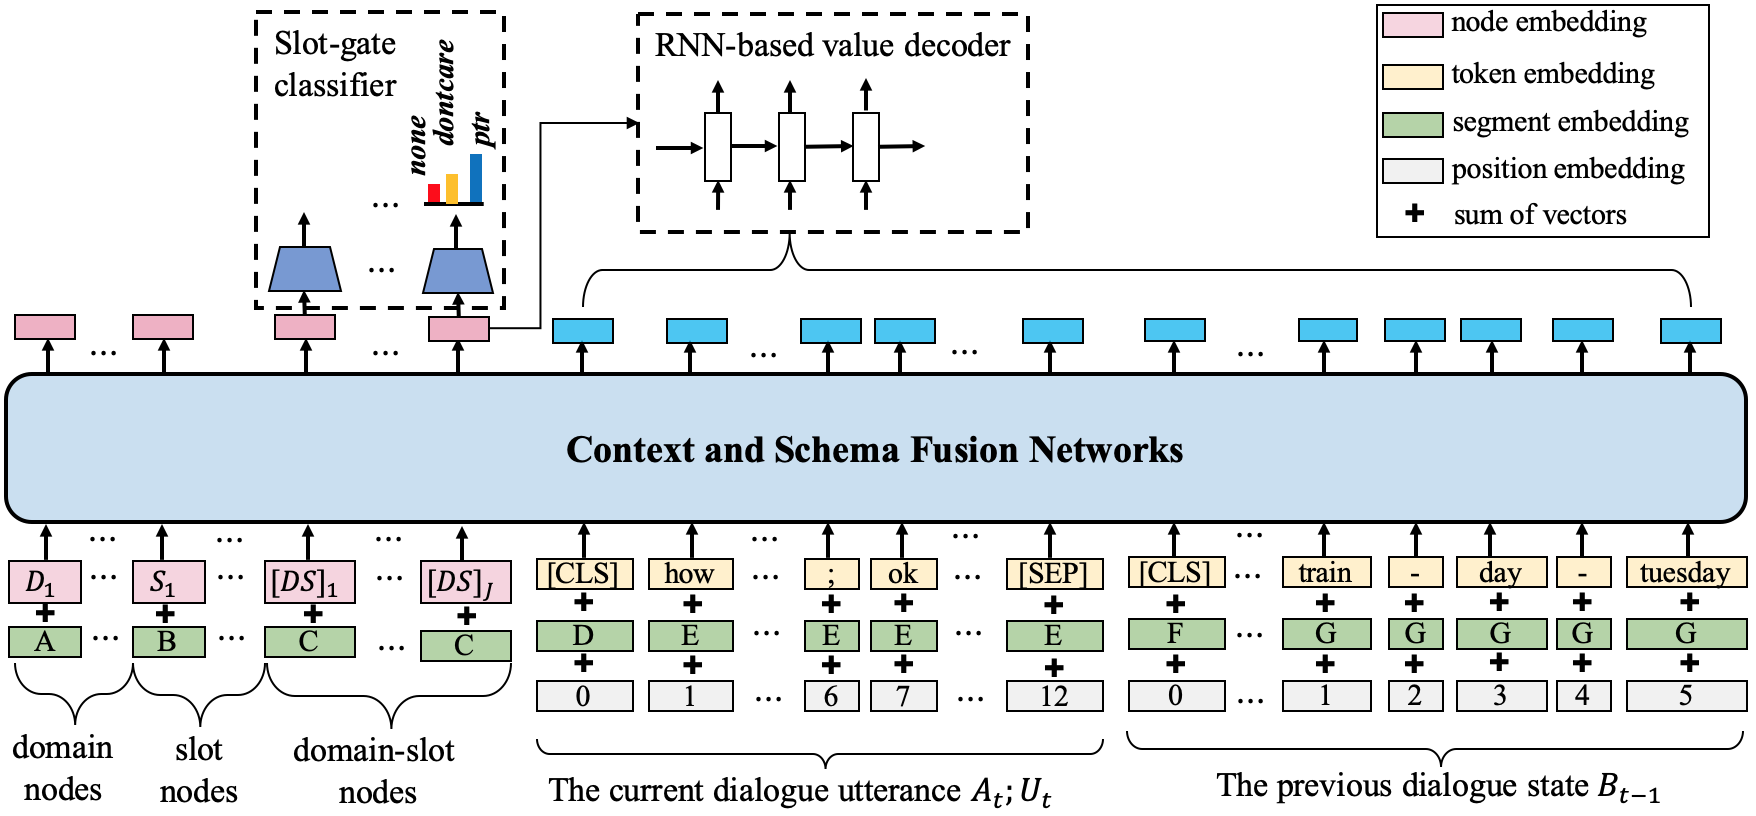 Slot-gate
classifier
none
dontcare
ptr
...
...
RNN-based value decoder
node embedding
token embedding
segment embedding
position embedding
+ sum of vectors
... ... ... ... ...
Context and Schema Fusion Networks
... ... ... ... ... ...
D₁ ... S₁ ... [DS]₁ ... [DS]_J [CLS] how ... ; ok ... [SEP] [CLS] ... train - day - tuesday
+ + + + + + + + + + + + + + +
A ... B ... C ... C D E ... E E ... E F ... G G G G G
+ + + + + + + + + + +
0 1 ... 6 7 ... 12 0 ... 1 2 3 4 5
domain
nodes
slot
nodes
domain-slot
nodes
The current dialogue utterance A_t; U_t
The previous dialogue state B_{t−1}